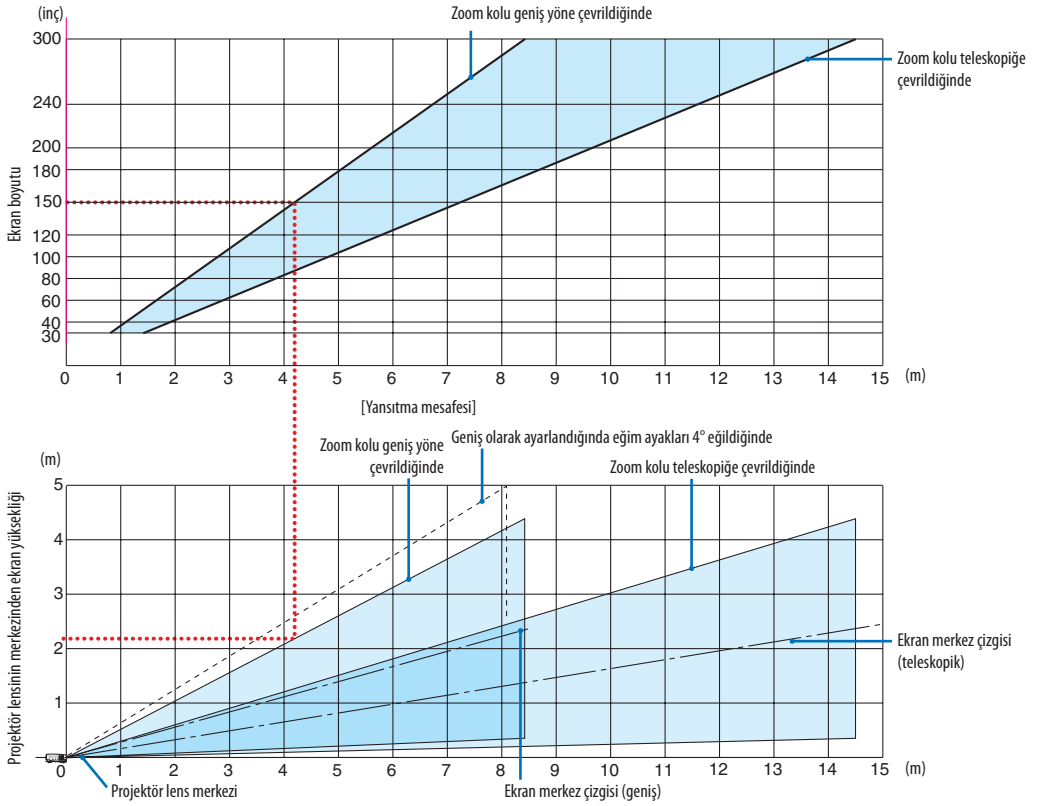 (inç)
Zoom kolu geniş yöne çevrildiğinde
300
Zoom kolu teleskopiğe
çevrildiğinde
240
200
180
150
120
100
80
60
40
30
Ekran boyutu
0 1 2 3 4 5 6 7 8 9 10 11 12 13 14 15 (m)
[Yansıtma mesafesi]
Zoom kolu geniş yöne
çevrildiğinde
Geniş olarak ayarlandığında eğim ayakları 4° eğildiğinde
Zoom kolu teleskopiğe çevrildiğinde
(m)
5
4
3
2
1
Projektör lensinin merkezinden ekran yüksekliği
Ekran merkez çizgisi
(teleskopik)
0 1 2 3 4 5 6 7 8 9 10 11 12 13 14 15 (m)
Projektör lens merkezi
Ekran merkez çizgisi (geniş)